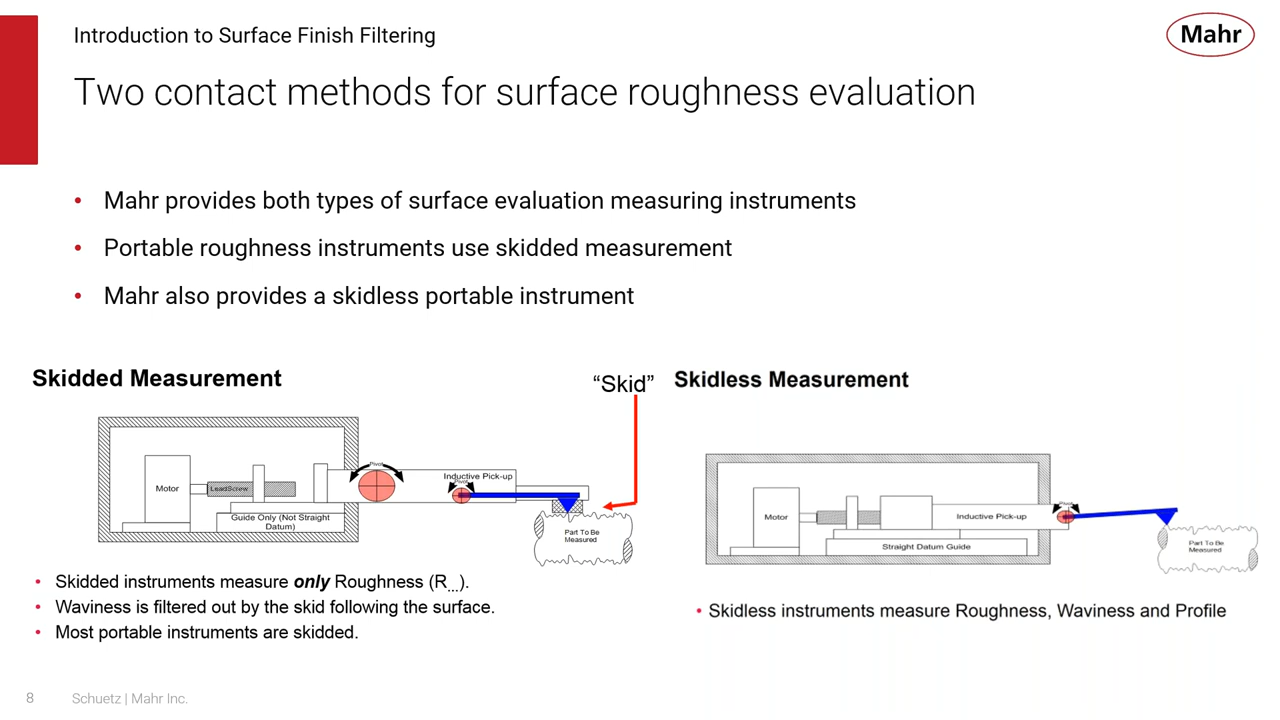 Introduction to Surface Finish Filtering
Mahr
Two contact methods for surface roughness evaluation
• Mahr provides both types of surface evaluation measuring instruments
• Portable roughness instruments use skidded measurement
• Mahr also provides a skidless portable instrument
Skidded Measurement
“Skid”
Pivot
Inductive Pick-up
Pivot
Motor
LeadScrew
Guide Only (Not Straight
Datum)
Part To Be
Measured
• Skidded instruments measure only Roughness (R...).
• Waviness is filtered out by the skid following the surface.
• Most portable instruments are skidded.
Skidless Measurement
Pivot
Motor
Inductive Pick-up
Straight Datum Guide
Part To Be
Measured
• Skidless instruments measure Roughness, Waviness and Profile
8
Schuetz | Mahr Inc.